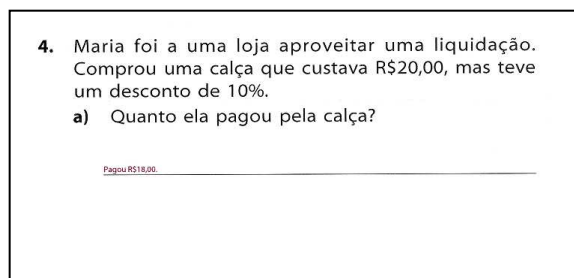 4. Maria foi a uma loja aproveitar uma liquidação.
Comprou uma calça que custava R$20,00, mas teve
um desconto de 10%.
a) Quanto ela pagou pela calça?
Pagou R$18,00.